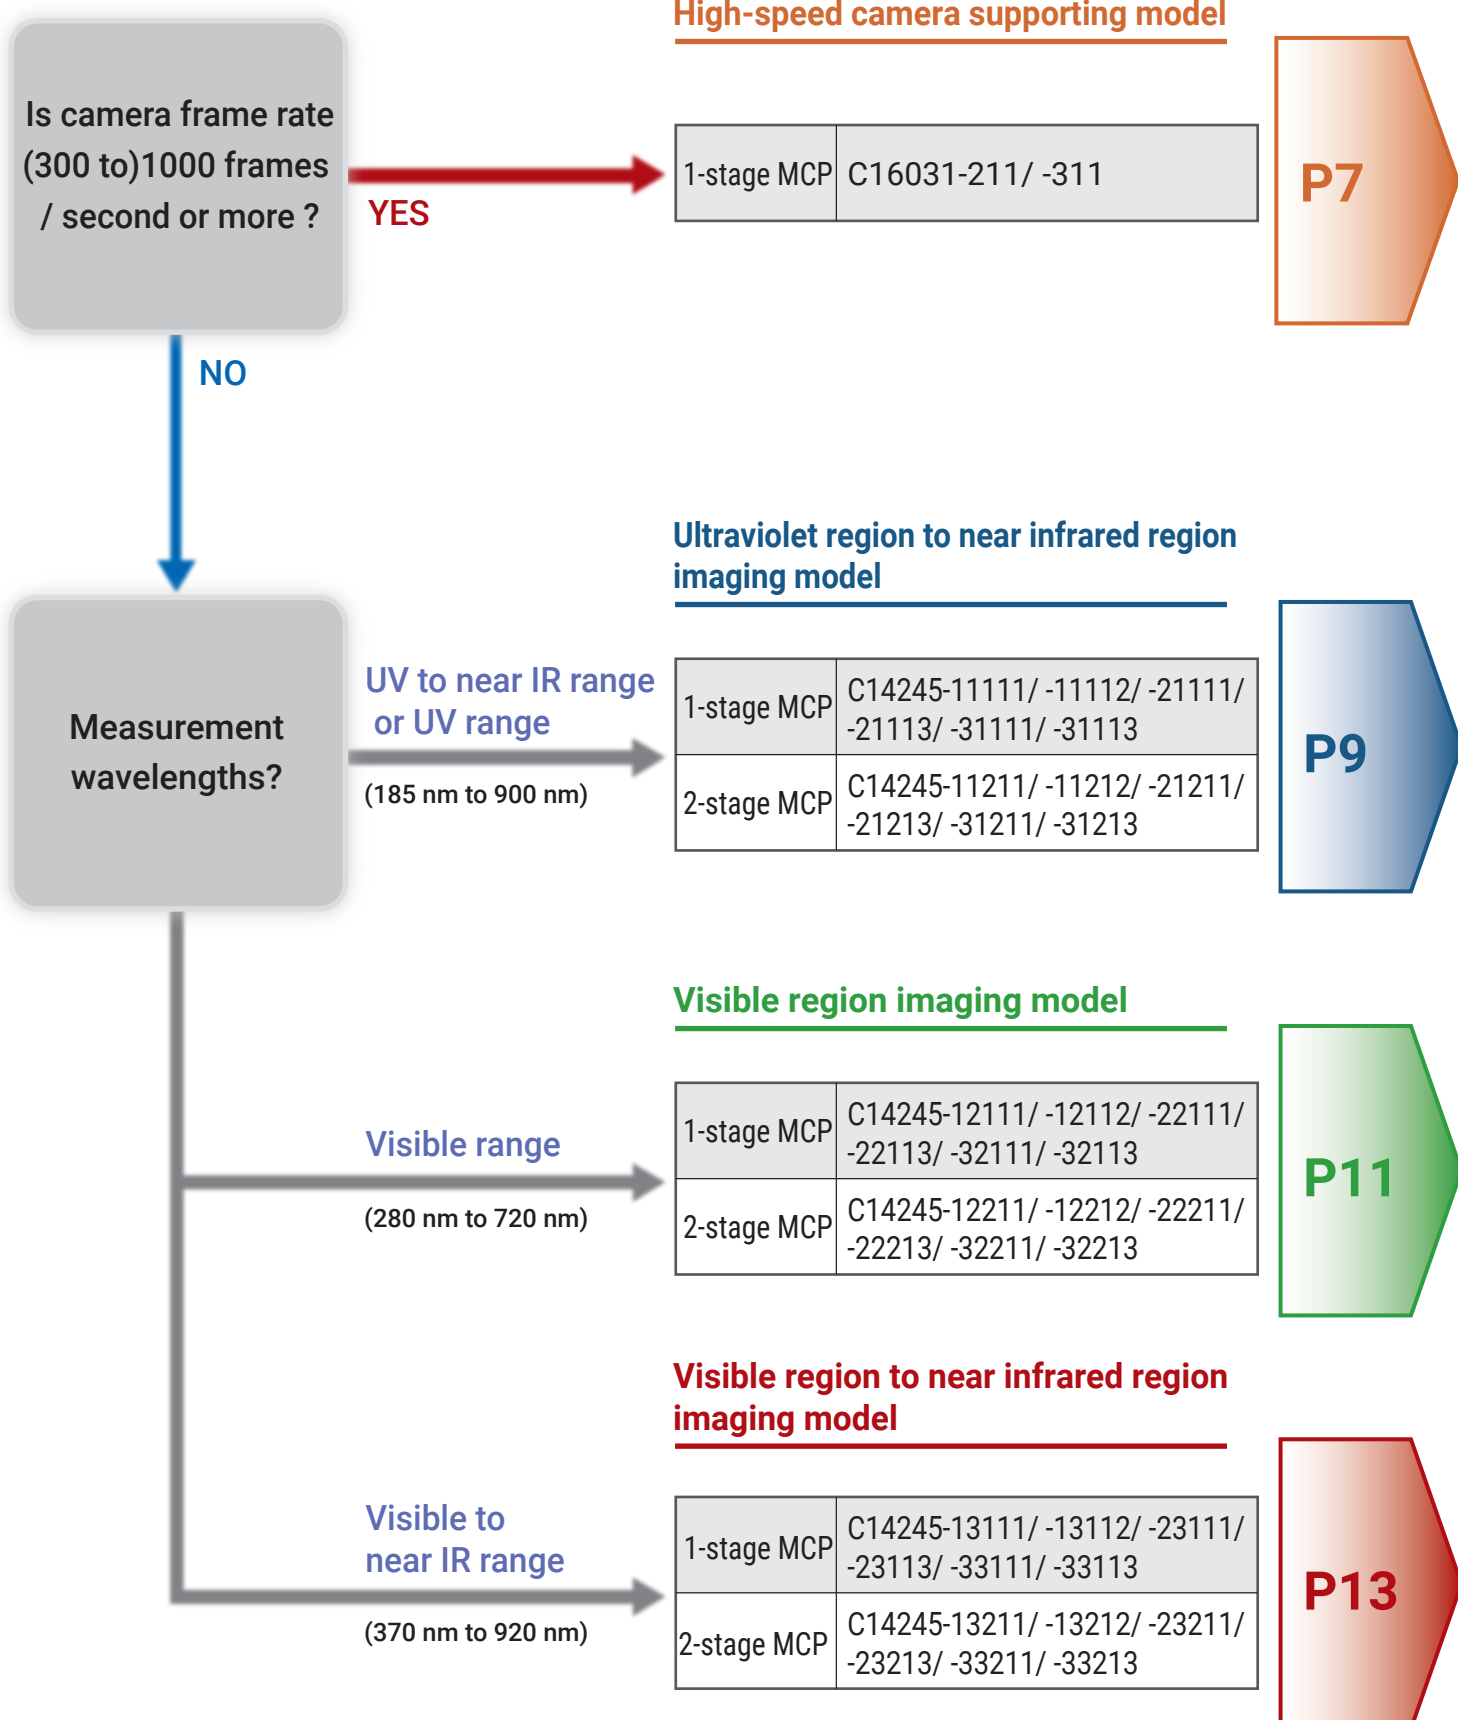 High-speed camera supporting model
Is camera frame rate
(300 to)1000 frames
/ second or more ?
YES
1-stage MCP
C16031-211/ -311
P7
NO
Ultraviolet region to near infrared region
imaging model
Measurement
wavelengths?
UV to near IR range
or UV range
(185 nm to 900 nm)
1-stage MCP
C14245-11111/ -11112/ -21111/
-21113/ -31111/ -31113
2-stage MCP
C14245-11211/ -11212/ -21211/
-21213/ -31211/ -31213
P9
Visible region imaging model
Visible range
(280 nm to 720 nm)
1-stage MCP
C14245-12111/ -12112/ -22111/
-22113/ -32111/ -32113
2-stage MCP
C14245-12211/ -12212/ -22211/
-22213/ -32211/ -32213
P11
Visible region to near infrared region
imaging model
Visible to
near IR range
(370 nm to 920 nm)
1-stage MCP
C14245-13111/ -13112/ -23111/
-23113/ -33111/ -33113
2-stage MCP
C14245-13211/ -13212/ -23211/
-23213/ -33211/ -33213
P13